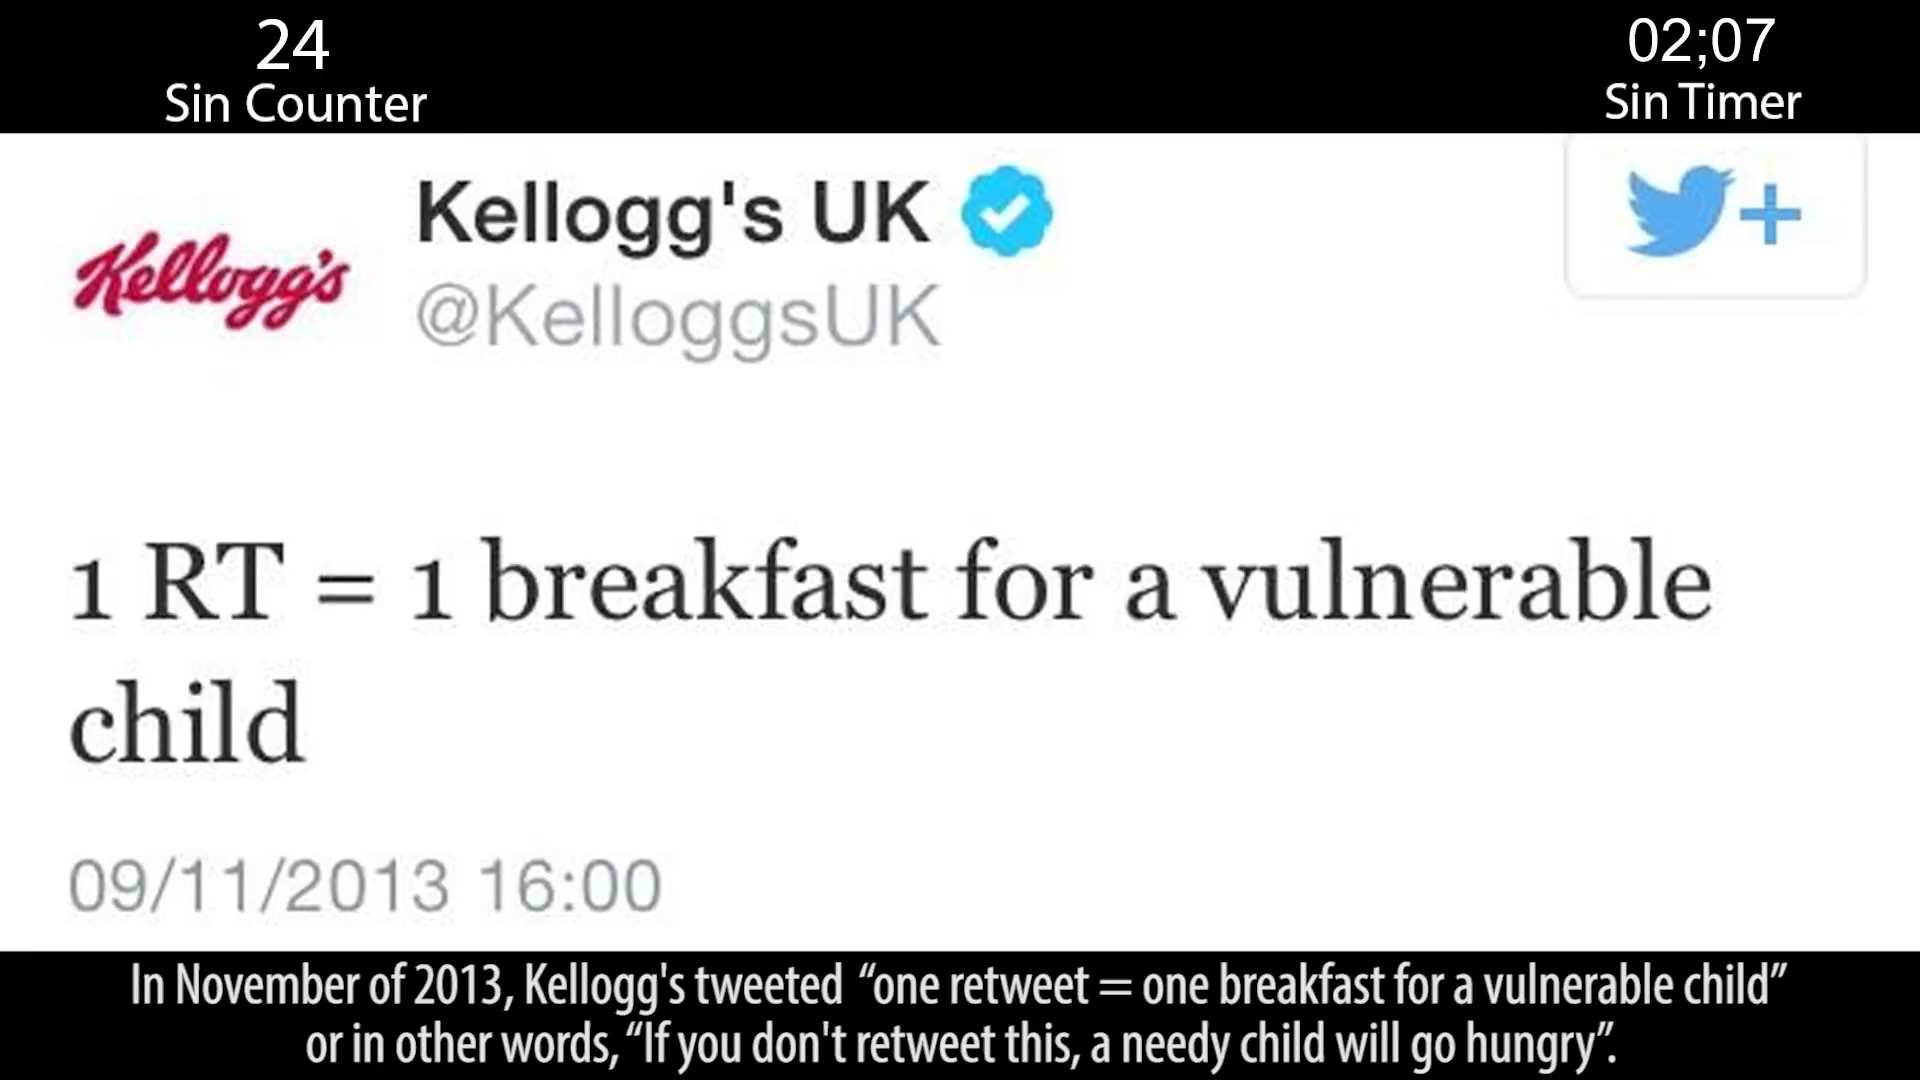 24
Sin Counter
02;07
Sin Timer
Kellogg's
Kellogg's UK
@KelloggsUK
1 RT = 1 breakfast for a vulnerable
child
09/11/2013 16:00
In November of 2013, Kellogg's tweeted “one retweet = one breakfast for a vulnerable child”
or in other words, “If you don't retweet this, a needy child will go hungry”.